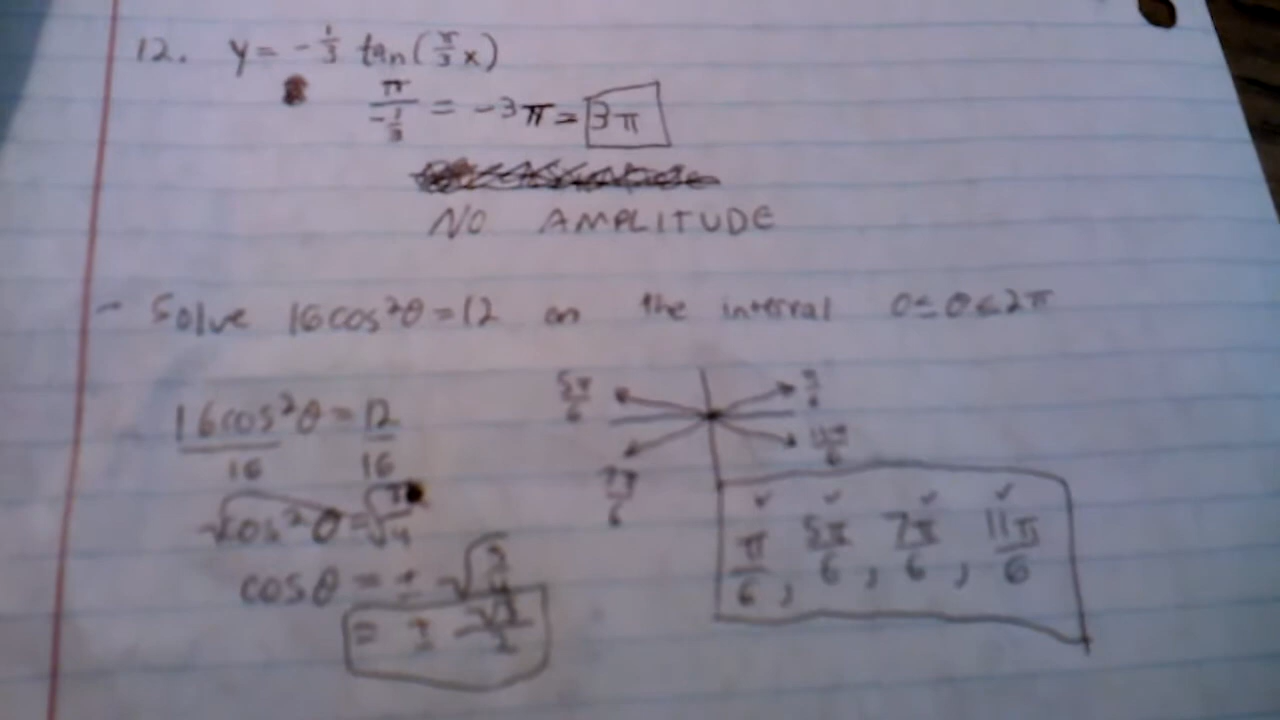 12. y = -1/3 tan(π/3 x)
π/(-1/3) = -3π = 3π
NO AMPLITUDE
- Solve 16cos²θ = 12 on the interval 0 ≤ θ < 2π
16cos²θ/16 = 12/16
√cos²θ = √3/4
cosθ = ± √3/4
= ± √3/2
5π/6 π/6
7π/6 11π/6
π/6, 5π/6, 7π/6, 11π/6